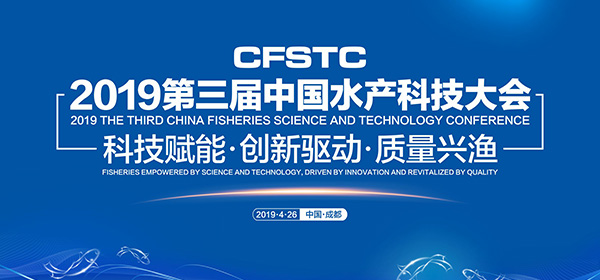 CFSTC
2019第三届中国水产科技大会
2019 THE THIRD CHINA FISHERIES SCIENCE AND TECHNOLOGY CONFERENCE
科技赋能·创新驱动·质量兴渔
FISHERIES EMPOWERED BY SCIENCE AND TECHNOLOGY, DRIVEN BY INNOVATION AND REVITALIZED BY QUALITY
2019·4·26 中国·成都